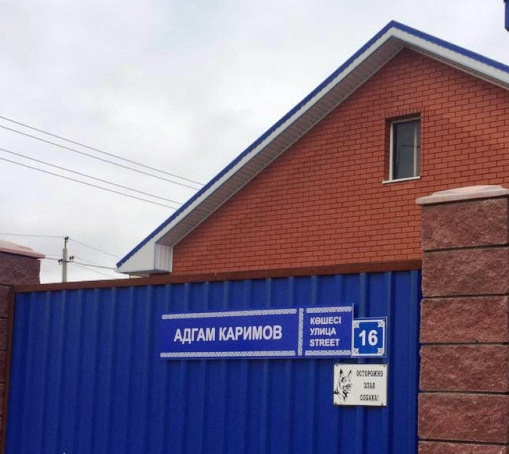 АДГАМ КАРИМОВ
КӨШЕСІ
УЛИЦА
STREET
16
ОСТОРОЖНО
ЗЛАЯ
СОБАКА!